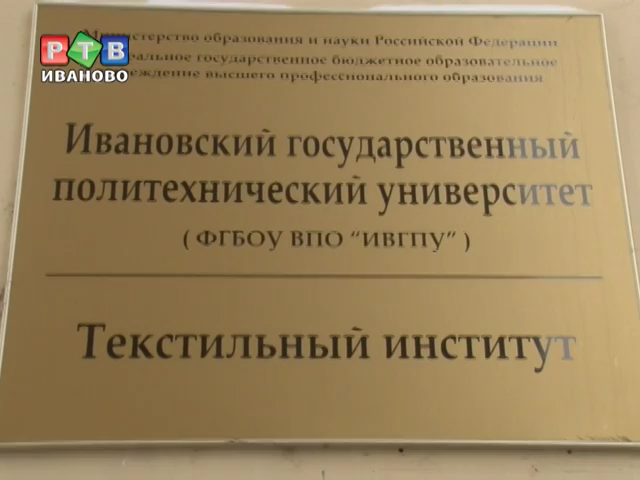 РТВ
ИВАНОВО
Министерство образования и науки Российской Федерации
государственное бюджетное образовательное
высшего профессионального образования
Ивановский государственный
политехнический университет
( ФГБОУ ВПО “ИВГПУ” )
Текстильный институт